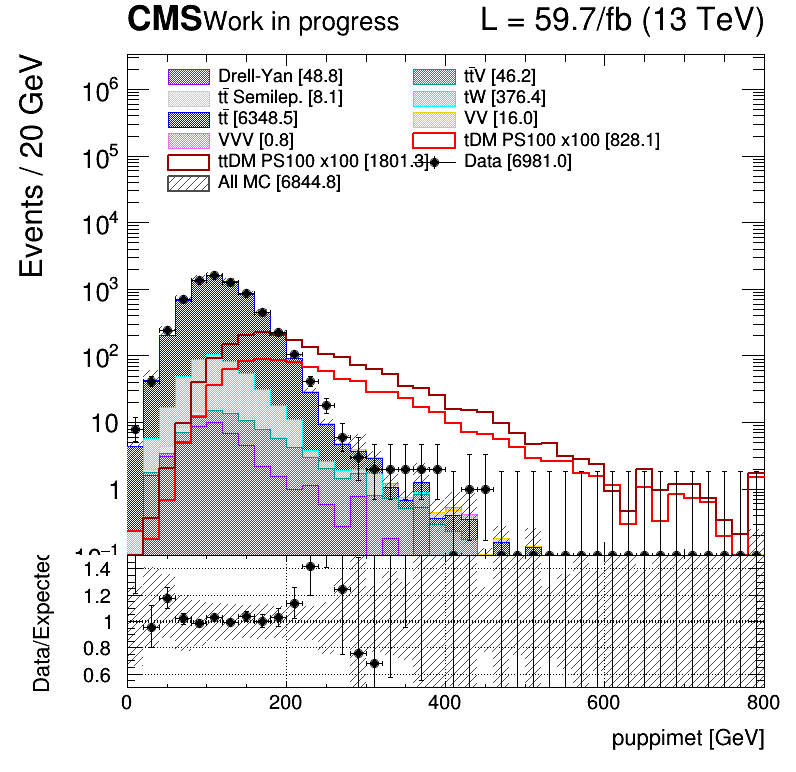 CMS Work in progress L = 59.7/fb (13 TeV)
Events / 20 GeV
10⁶
10⁵
10⁴
10³
10²
10
1
10⁻¹
Drell-Yan [48.8]
tt̄V [46.2]
tt̄ Semilep. [8.1]
tW [376.4]
tt̄ [6348.5]
VV [16.0]
VVV [0.8]
tDM PS100 x100 [828.1]
ttDM PS100 x100 [1801.3]
Data [6981.0]
All MC [6844.8]
Data/Expected
1.4
1.2
1
0.8
0.6
0 200 400 600 800
puppimet [GeV]